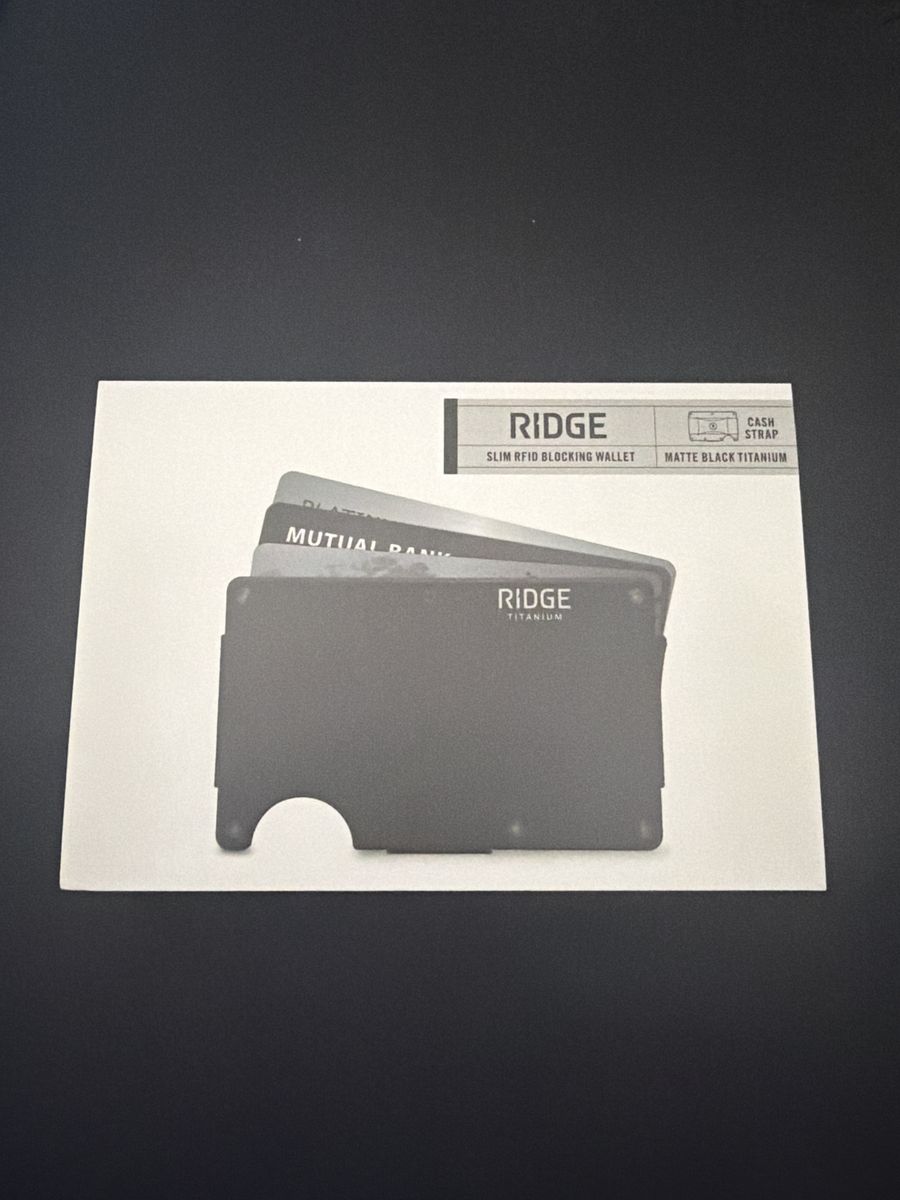 RIDGE
CASH
STRAP
SLIM RFID BLOCKING WALLET
MATTE BLACK TITANIUM
MUTUAL BANK
RIDGE
TITANIUM